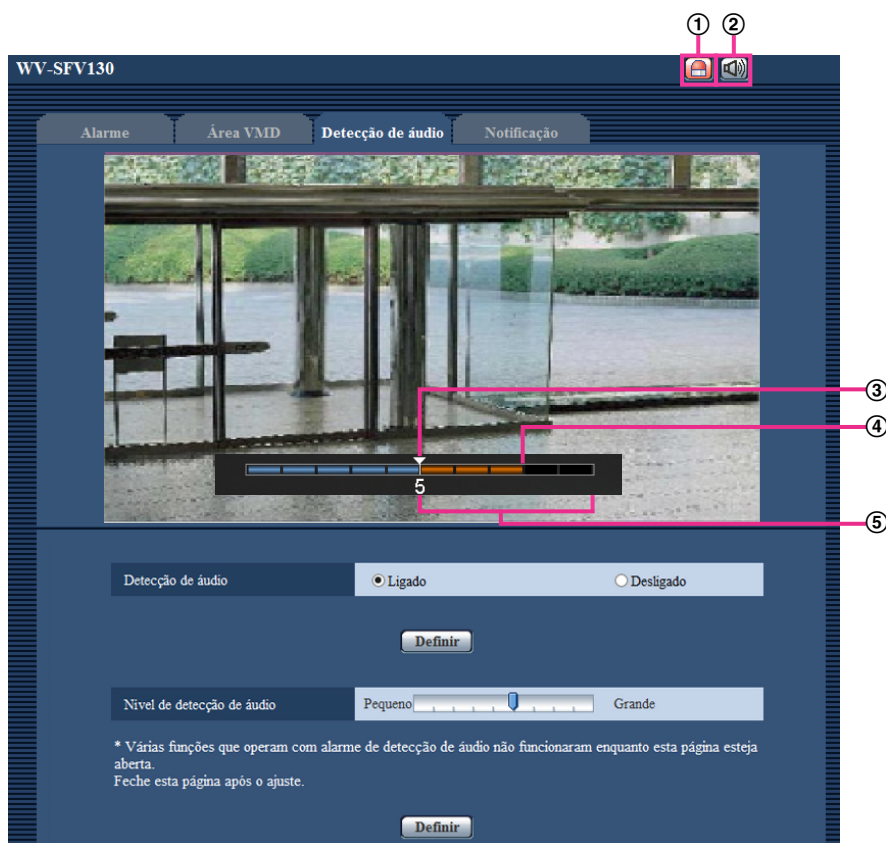 ① ②
WV-SFV130
Alarme Área VMD Detecção de áudio Notificação
③
④
5
⑤
Detecção de áudio Ligado Desligado
Definir
Nível de detecção de áudio Pequeno Grande
* Várias funções que operam com alarme de detecção de áudio não funcionaram enquanto esta página esteja
aberta.
Feche esta página após o ajuste.
Definir